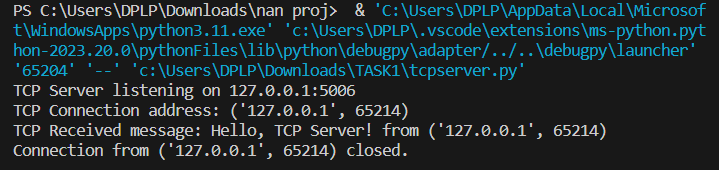 PS C:\Users\DPLP\Downloads\nan proj>  & 'C:\Users\DPLP\AppData\Local\Microsof
t\WindowsApps\python3.11.exe' 'c:\Users\DPLP\.vscode\extensions\ms-python.pyt
hon-2023.20.0\pythonFiles\lib\python\debugpy\adapter/../..\debugpy\launcher'
'65204' '--' 'c:\Users\DPLP\Downloads\TASK1\tcpserver.py'
TCP Server listening on 127.0.0.1:5006
TCP Connection address: ('127.0.0.1', 65214)
TCP Received message: Hello, TCP Server! from ('127.0.0.1', 65214)
Connection from ('127.0.0.1', 65214) closed.